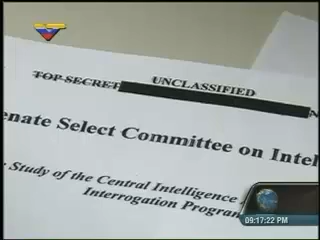 UNCLASSIFIED
TOP SECRET
enate Select Committee on Intel
Study of the Central Intelligence
Interrogation Progra
09:17:22 PM